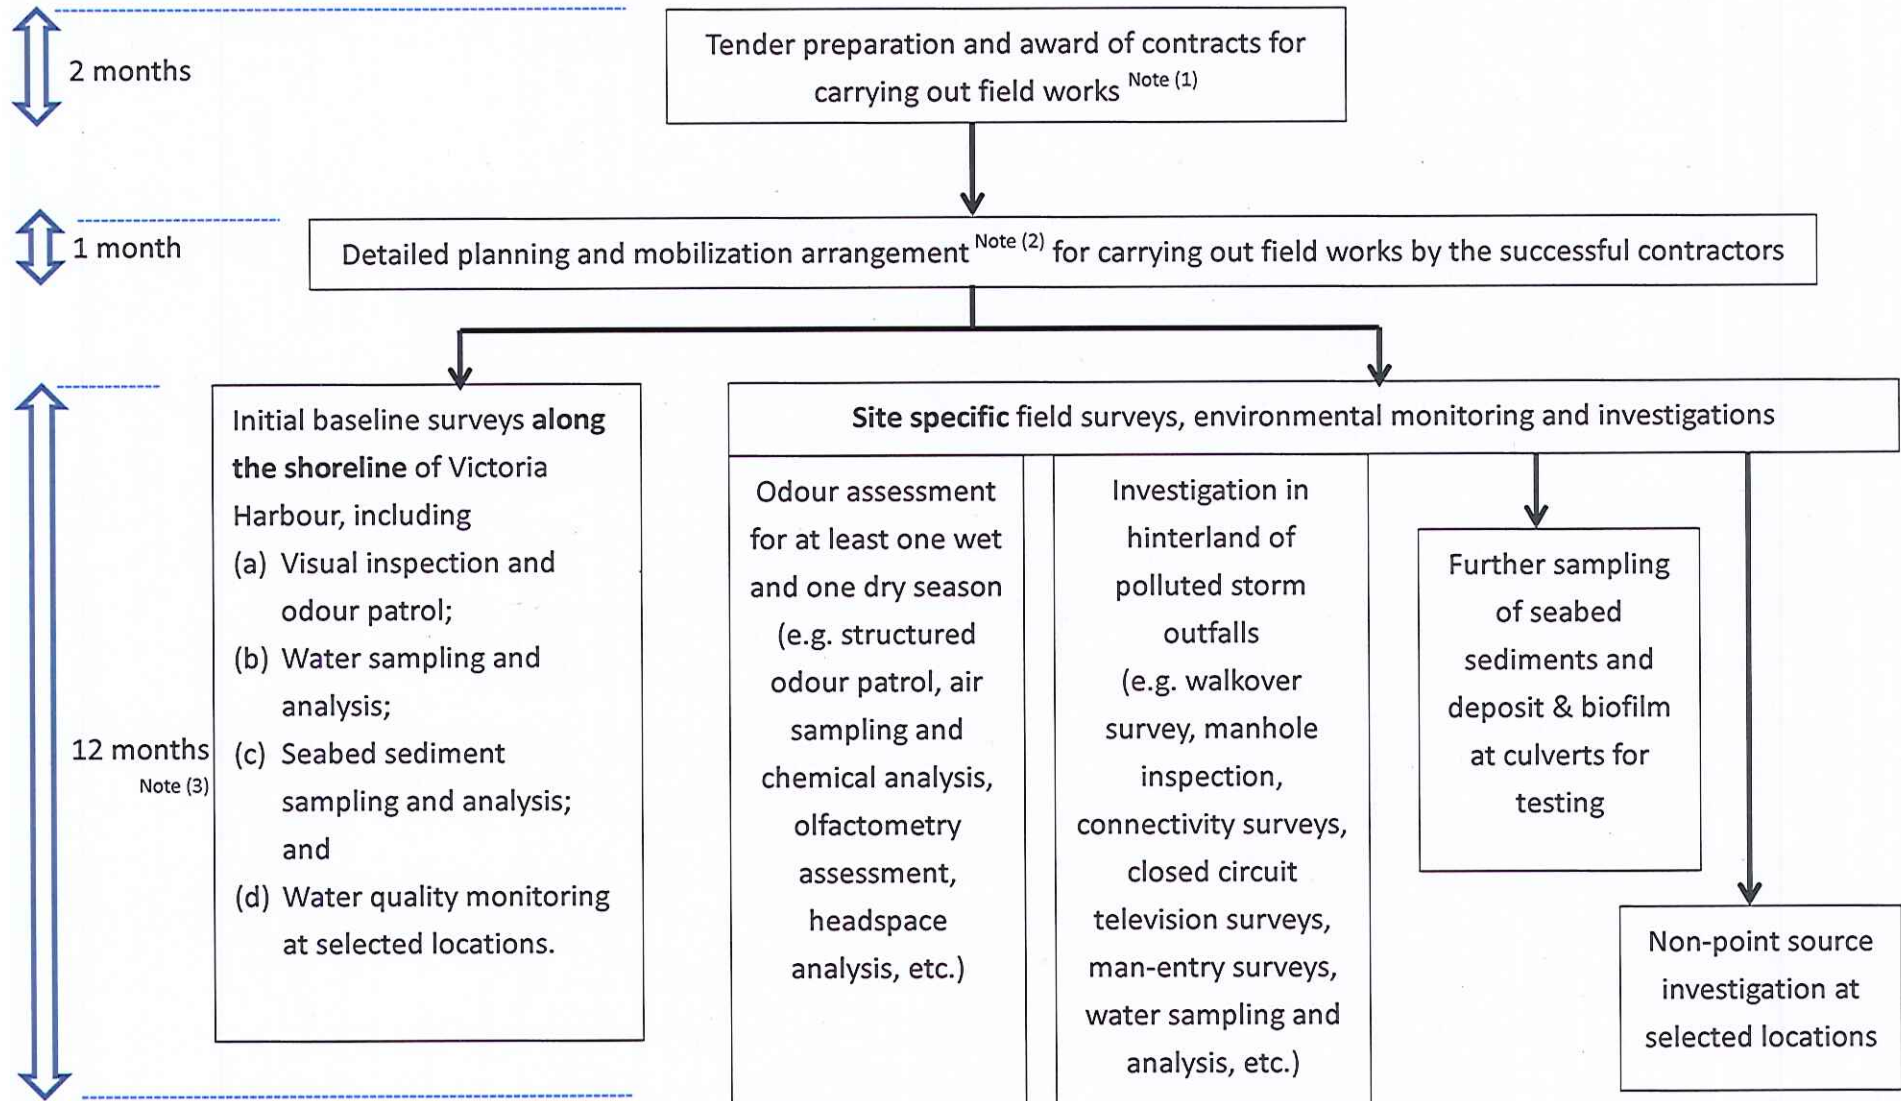 2 months
Tender preparation and award of contracts for
carrying out field works Note (1)
1 month
Detailed planning and mobilization arrangement Note (2) for carrying out field works by the successful contractors
12 months
Note (3)
Initial baseline surveys along
the shoreline of Victoria
Harbour, including
(a) Visual inspection and
odour patrol;
(b) Water sampling and
analysis;
(c) Seabed sediment
sampling and analysis;
and
(d) Water quality monitoring
at selected locations.
Site specific field surveys, environmental monitoring and investigations
Odour assessment
for at least one wet
and one dry season
(e.g. structured
odour patrol, air
sampling and
chemical analysis,
olfactometry
assessment,
headspace
analysis, etc.)
Investigation in
hinterland of
polluted storm
outfalls
(e.g. walkover
survey, manhole
inspection,
connectivity surveys,
closed circuit
television surveys,
man-entry surveys,
water sampling and
analysis, etc.)
Further sampling
of seabed
sediments and
deposit & biofilm
at culverts for
testing
Non-point source
investigation at
selected locations